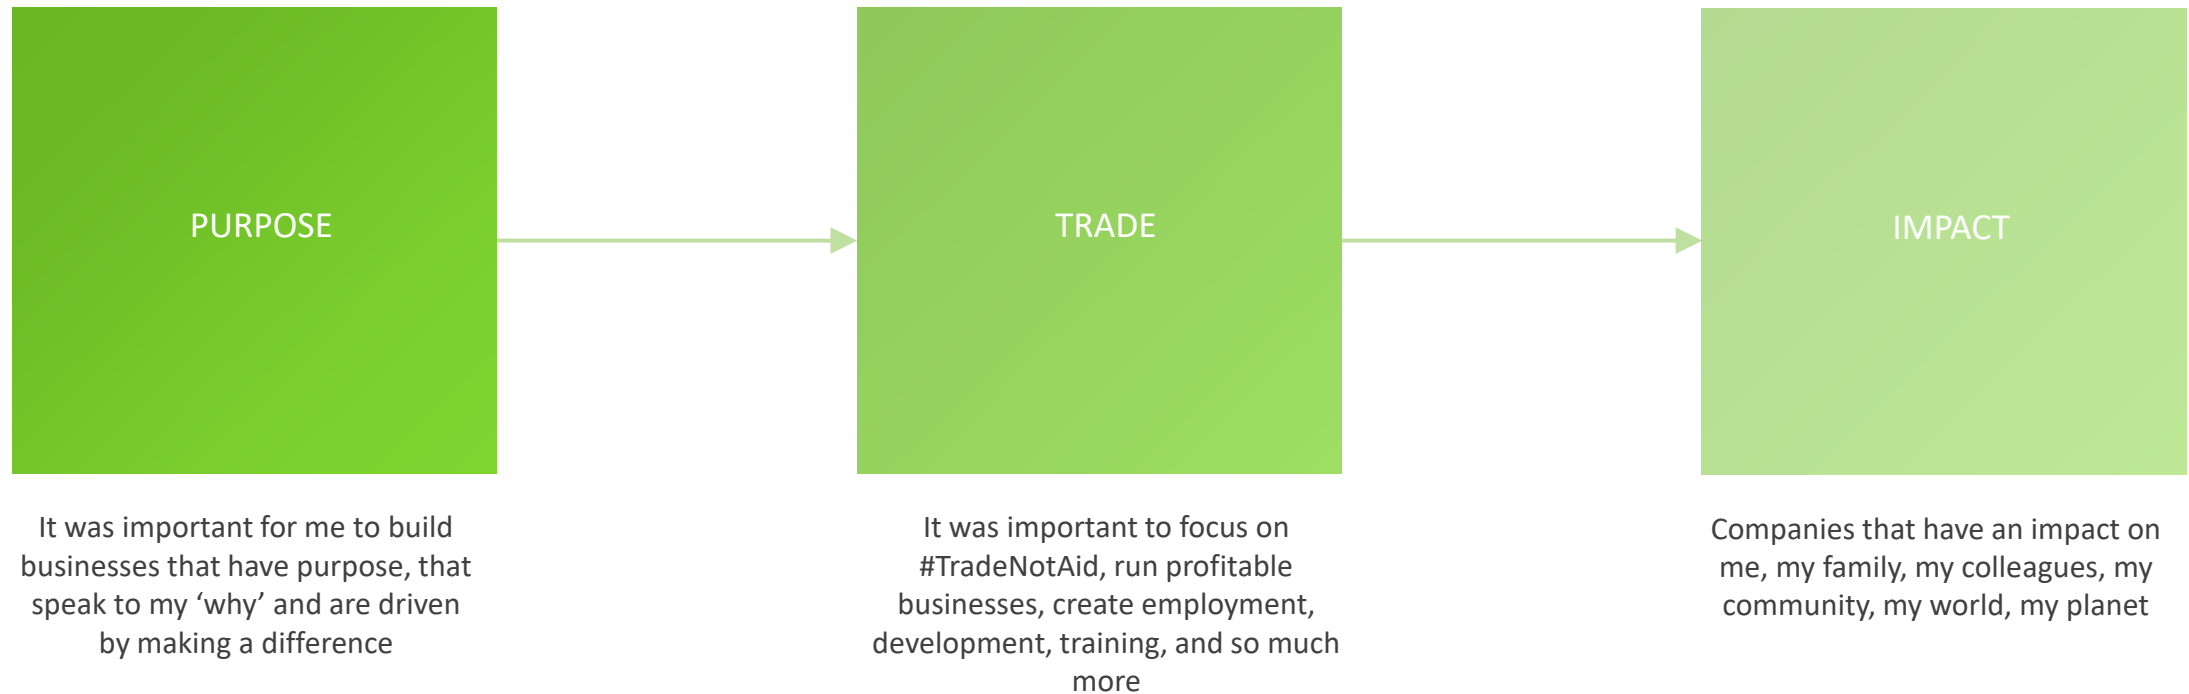 PURPOSE
It was important for me to build
businesses that have purpose, that
speak to my ‘why’ and are driven
by making a difference
TRADE
It was important to focus on
#TradeNotAid, run profitable
businesses, create employment,
development, training, and so much
more
IMPACT
Companies that have an impact on
me, my family, my colleagues, my
community, my world, my planet